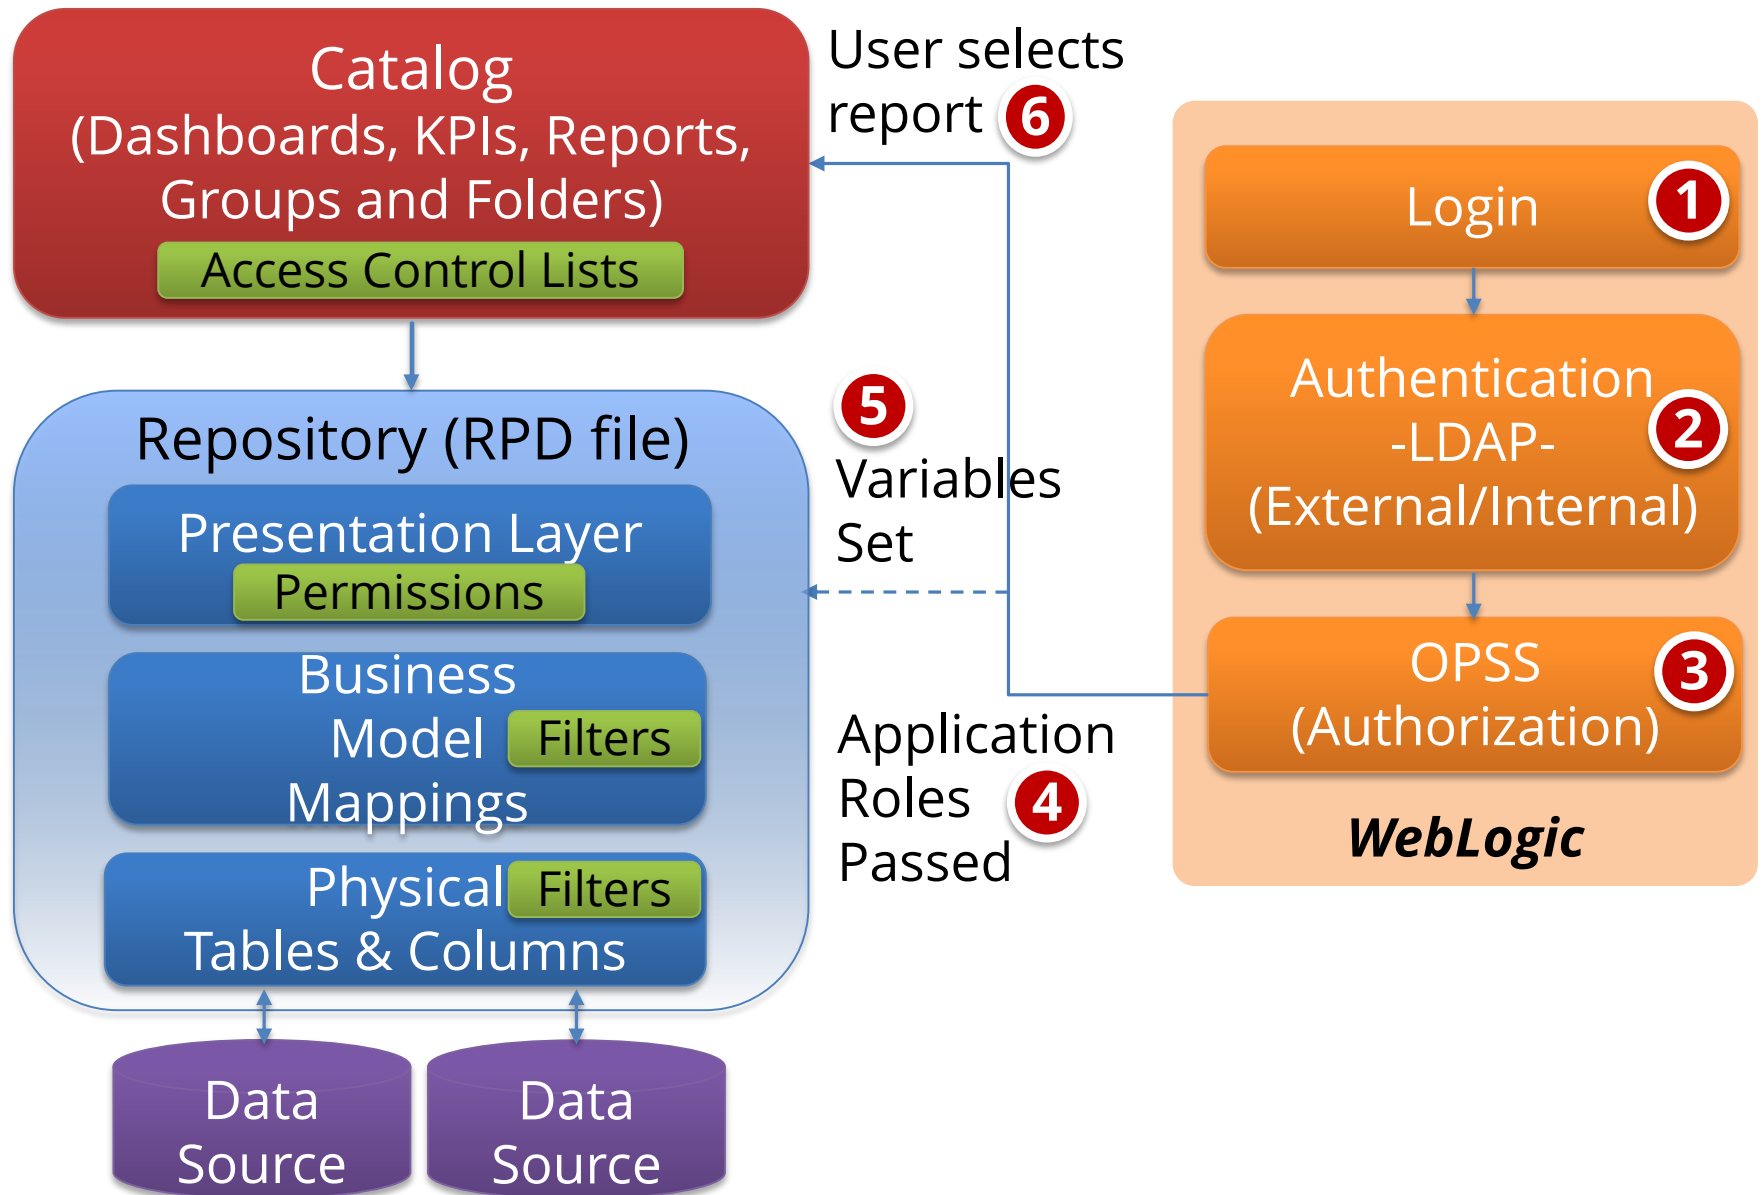 Catalog
(Dashboards, KPIs, Reports,
Groups and Folders)
Access Control Lists
User selects
report 6
Login 1
Authentication
-LDAP- 2
(External/Internal)
OPSS
(Authorization) 3
WebLogic
5
Variables
Set
Application
Roles 4
Passed
Repository (RPD file)
Presentation Layer
Permissions
Business
Model Filters
Mappings
Physical Filters
Tables & Columns
Data
Source
Data
Source